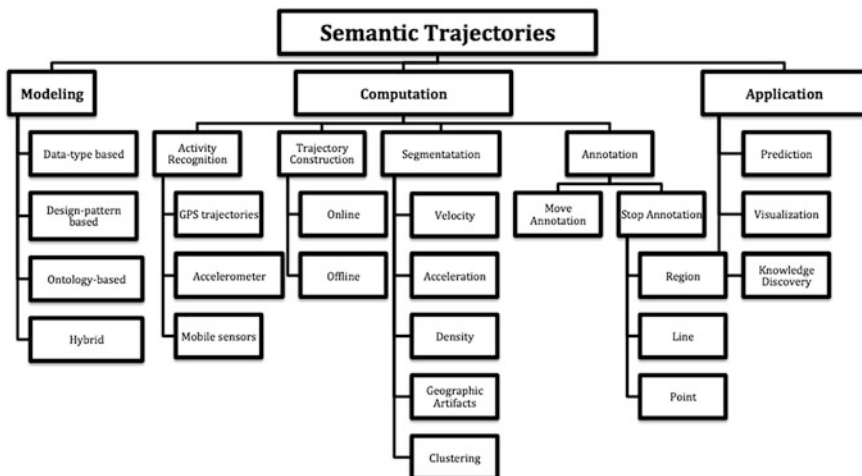 Semantic Trajectories
Modeling
Computation
Application
Data-type based
Design-pattern
based
Ontology-based
Hybrid
Activity
Recognition
GPS trajectories
Accelerometer
Mobile sensors
Trajectory
Construction
Online
Offline
Segmentatation
Velocity
Acceleration
Density
Geographic
Artifacts
Clustering
Annotation
Move
Annotation
Stop Annotation
Region
Line
Point
Prediction
Visualization
Knowledge
Discovery